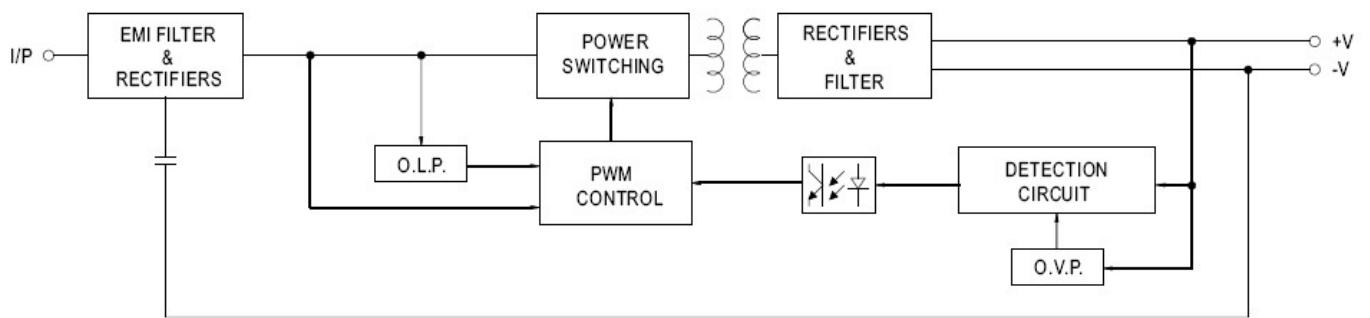 I/P
EMI FILTER
&
RECTIFIERS
POWER
SWITCHING
RECTIFIERS
&
FILTER
+V
-V
O.L.P.
PWM
CONTROL
DETECTION
CIRCUIT
O.V.P.